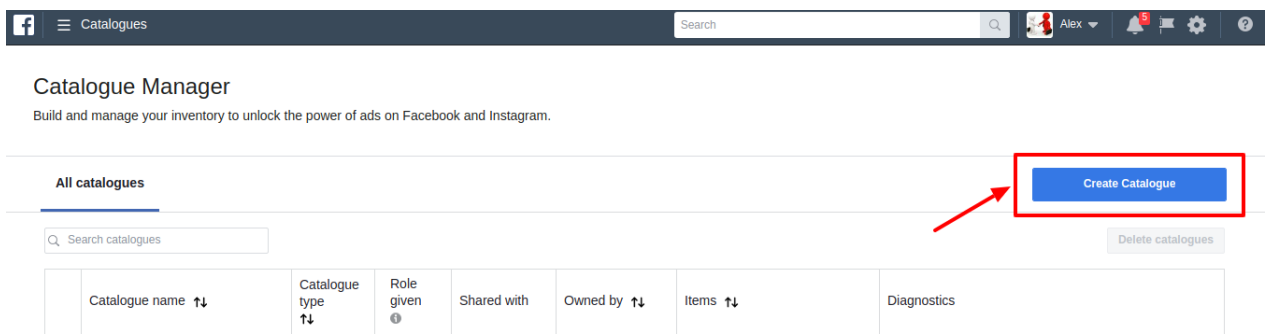 f Catalogues Search Alex 5 ?
Catalogue Manager
Build and manage your inventory to unlock the power of ads on Facebook and Instagram.
All catalogues
Create Catalogue
Search catalogues
Delete catalogues
Catalogue name
Catalogue
type
Role
given
Shared with
Owned by
Items
Diagnostics